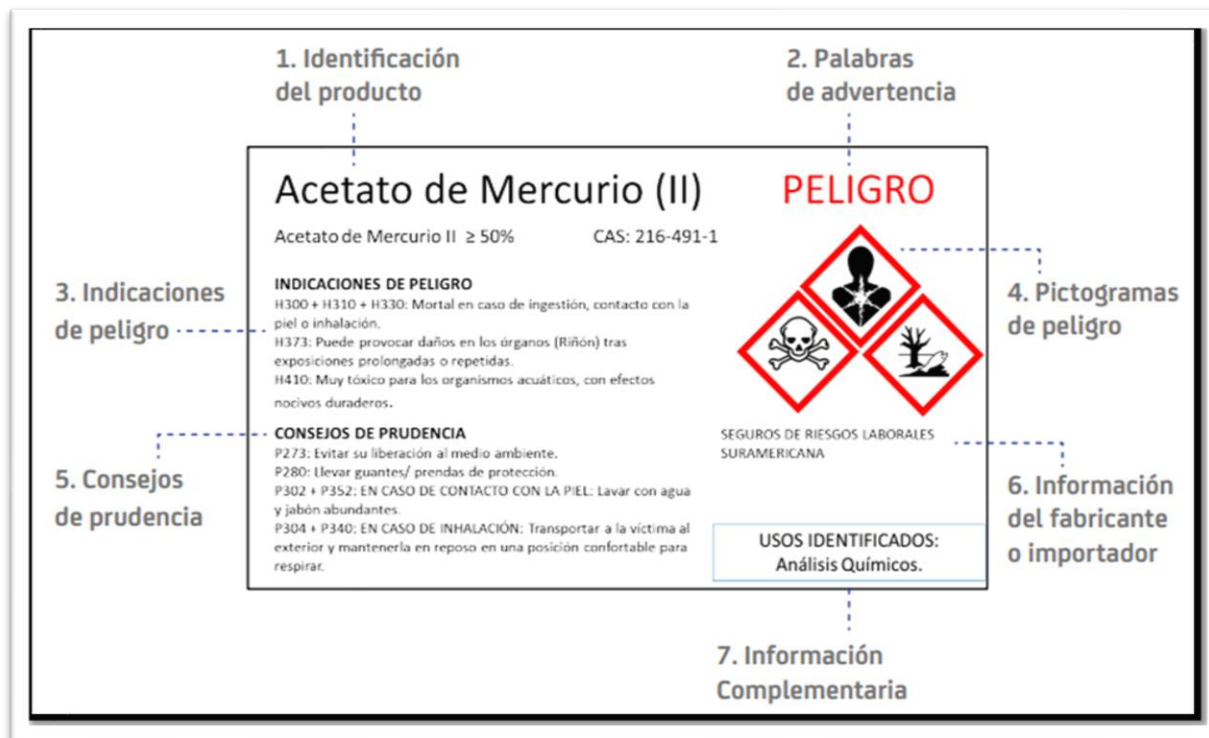 1. Identificación
del producto
2. Palabras
de advertencia
Acetato de Mercurio (II)
PELIGRO
Acetato de Mercurio II ≥ 50% CAS: 216-491-1
3. Indicaciones
de peligro
INDICACIONES DE PELIGRO
H300 + H310 + H330: Mortal en caso de ingestión, contacto con la
piel o inhalación.
H373: Puede provocar daños en los órganos (Riñón) tras
exposiciones prolongadas o repetidas.
H410: Muy tóxico para los organismos acuáticos, con efectos
nocivos duraderos.
4. Pictogramas
de peligro
5. Consejos
de prudencia
CONSEJOS DE PRUDENCIA
P273: Evitar su liberación al medio ambiente.
P280: Llevar guantes/ prendas de protección.
P302 + P352: EN CASO DE CONTACTO CON LA PIEL: Lavar con agua
y jabón abundantes.
P304 + P340: EN CASO DE INHALACIÓN: Transportar a la víctima al
exterior y mantenerla en reposo en una posición confortable para
respirar.
SEGUROS DE RIESGOS LABORALES
SURAMERICANA
6. Información
del fabricante
o importador
USOS IDENTIFICADOS:
Análisis Químicos.
7. Información
Complementaria